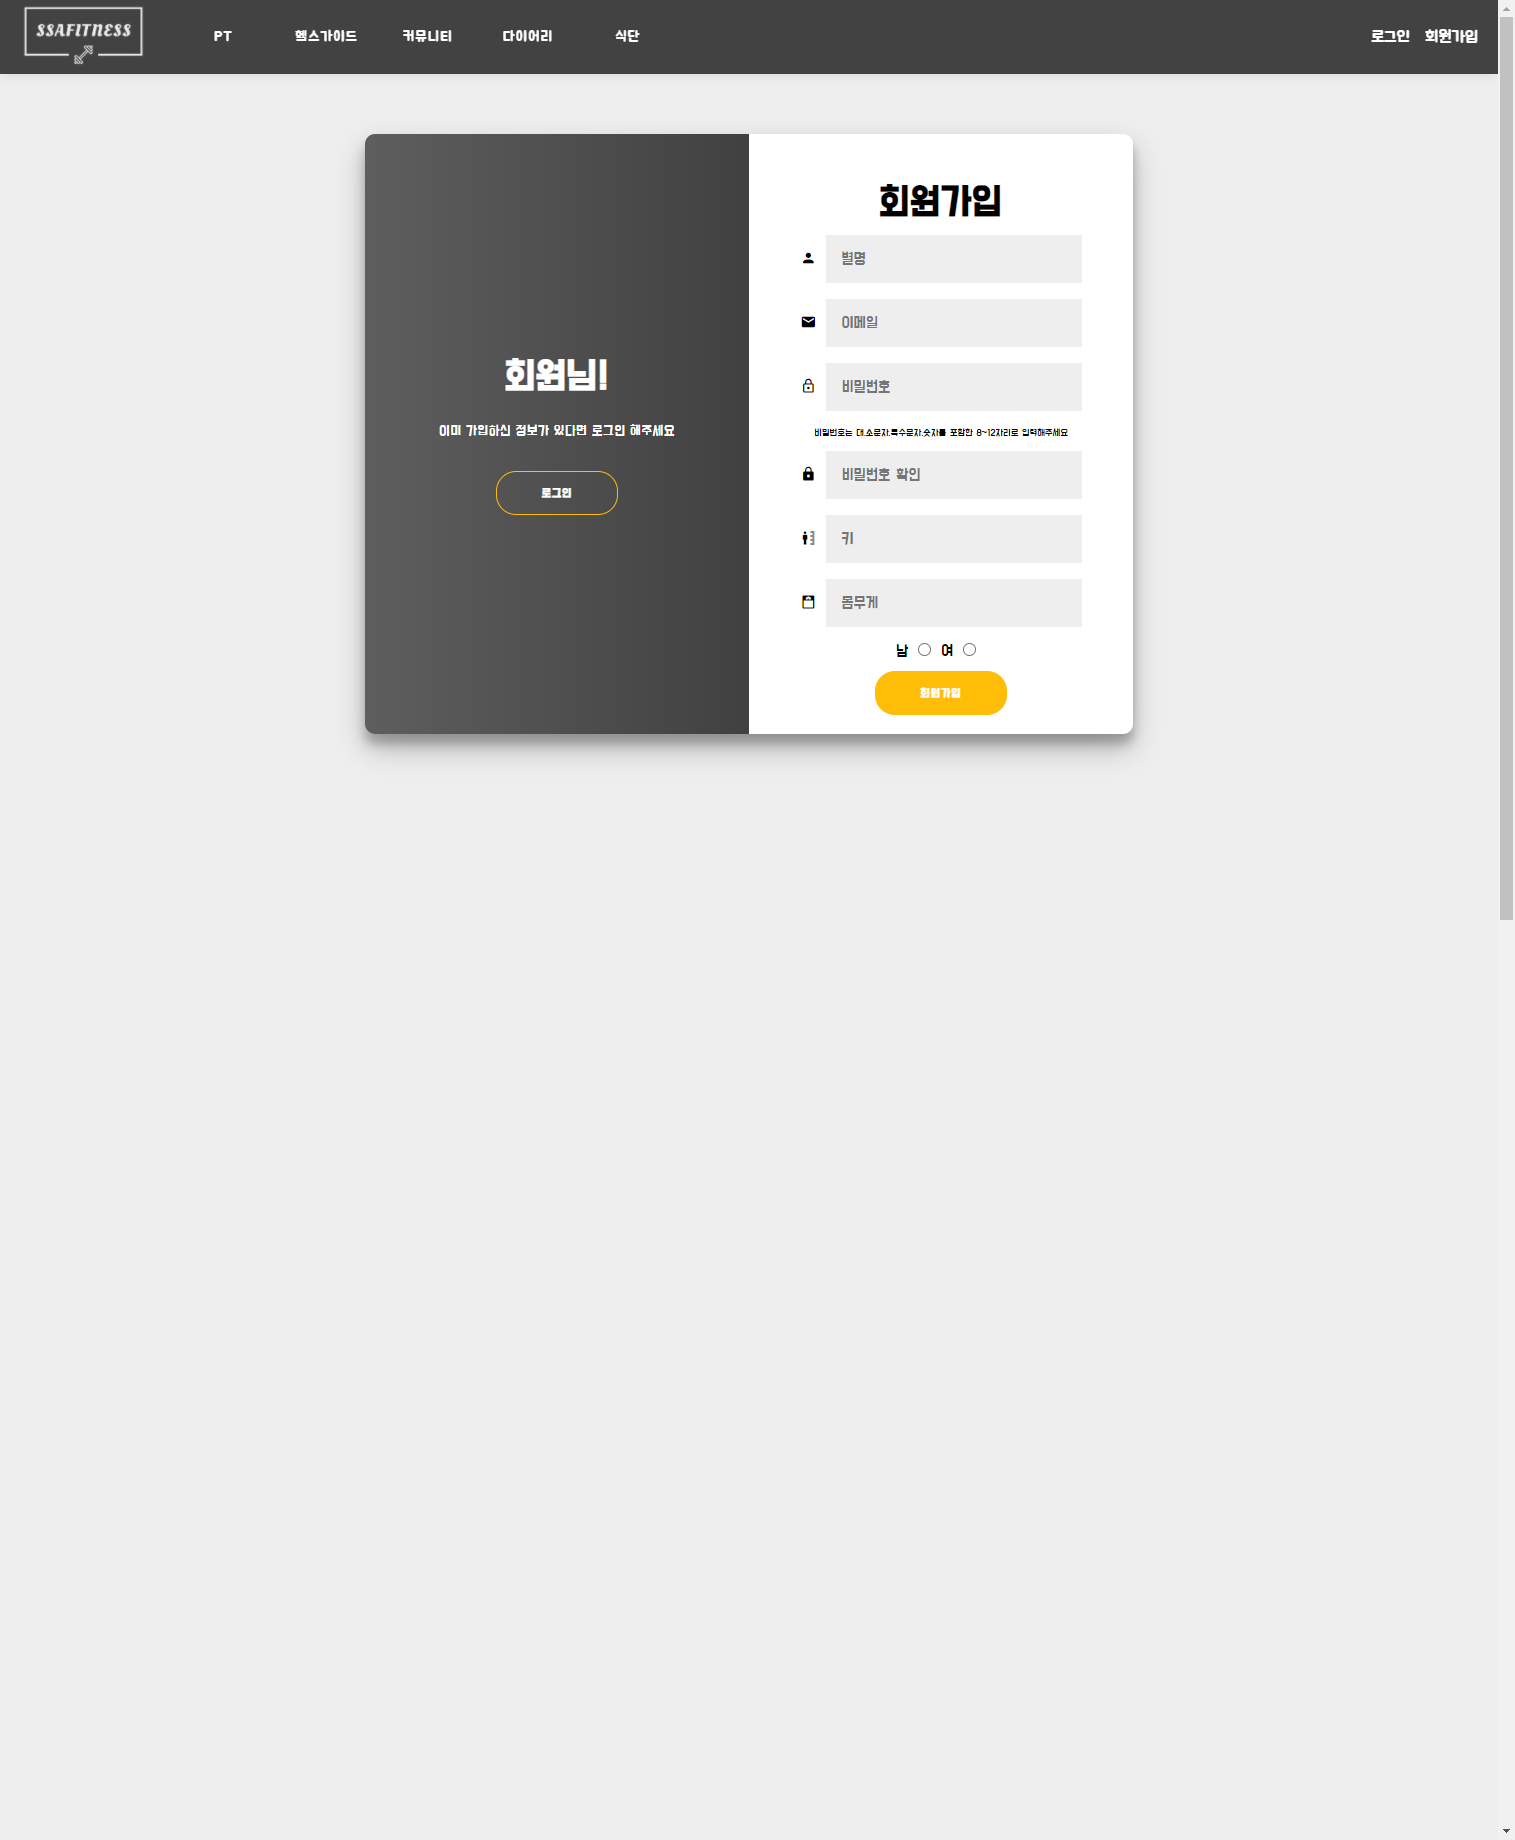 SSAFITNESS
PT 헬스가이드 커뮤니티 다이어리 식단
로그인 회원가입
회원님!
이미 가입하신 정보가 있다면 로그인 해주세요
로그인
회원가입
별명
이메일
비밀번호
비밀번호는 대,소문자,특수문자,숫자를 포함한 8~12자리로 입력해주세요
비밀번호 확인
키
몸무게
남 여
회원가입